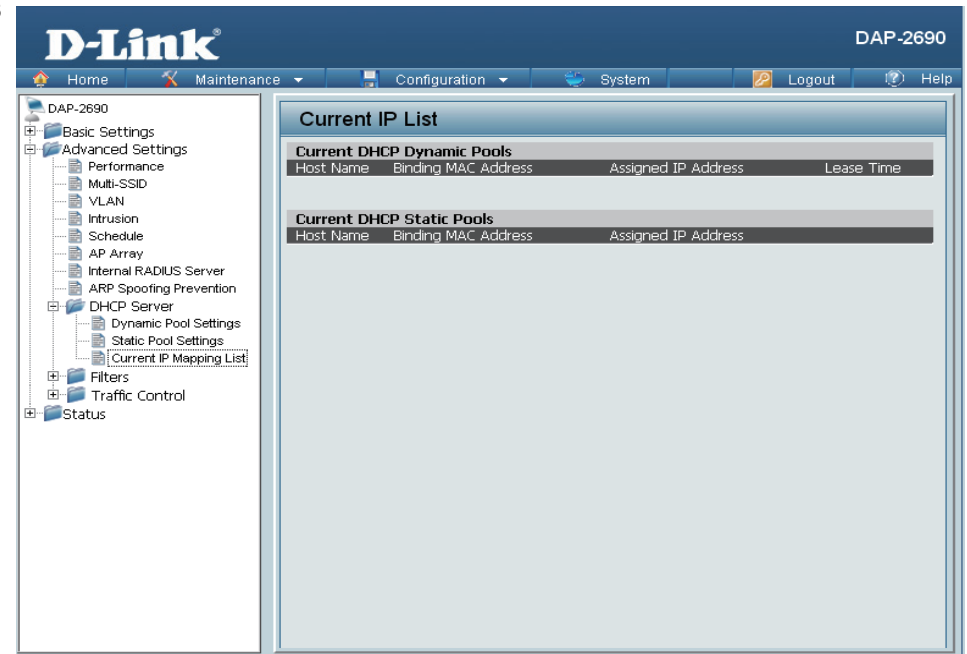 D-Link®
DAP-2690
Home Maintenance Configuration System Logout Help
DAP-2690
Basic Settings
Advanced Settings
Performance
Multi-SSID
VLAN
Intrusion
Schedule
AP Array
Internal RADIUS Server
ARP Spoofing Prevention
DHCP Server
Dynamic Pool Settings
Static Pool Settings
Current IP Mapping List
Filters
Traffic Control
Status
Current IP List
Current DHCP Dynamic Pools
Host Name Binding MAC Address Assigned IP Address Lease Time
Current DHCP Static Pools
Host Name Binding MAC Address Assigned IP Address